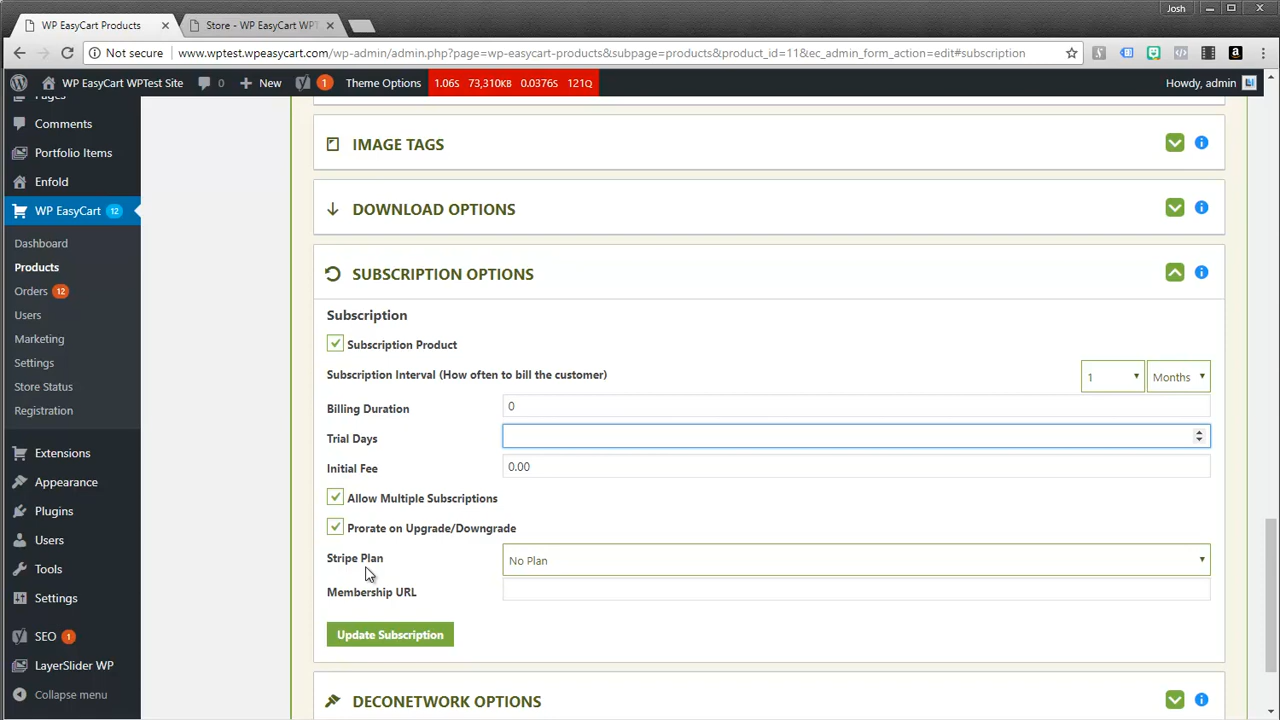 Josh
WP EasyCart Products
Store - WP EasyCart WPT
Not secure
www.wptest.wpeasycart.com/wp-admin/admin.php?page=wp-easycart-products&subpage=products&product_id=11&ec_admin_form_action=edit#subscription
WP EasyCart WPTest Site 0 New 1 Theme Options 1.06S 73,310KB 0.0376S 121Q Howdy, admin
Pages
Comments
Portfolio Items
Enfold
WP EasyCart 12
Dashboard
Products
Orders 12
Users
Marketing
Settings
Store Status
Registration
Extensions
Appearance
Plugins
Users
Tools
Settings
SEO 1
LayerSlider WP
Collapse menu
IMAGE TAGS
DOWNLOAD OPTIONS
SUBSCRIPTION OPTIONS
Subscription
Subscription Product
Subscription Interval (How often to bill the customer) 1 Months
Billing Duration 0
Trial Days
Initial Fee 0.00
Allow Multiple Subscriptions
Prorate on Upgrade/Downgrade
Stripe Plan No Plan
Membership URL
Update Subscription
DECONETWORK OPTIONS